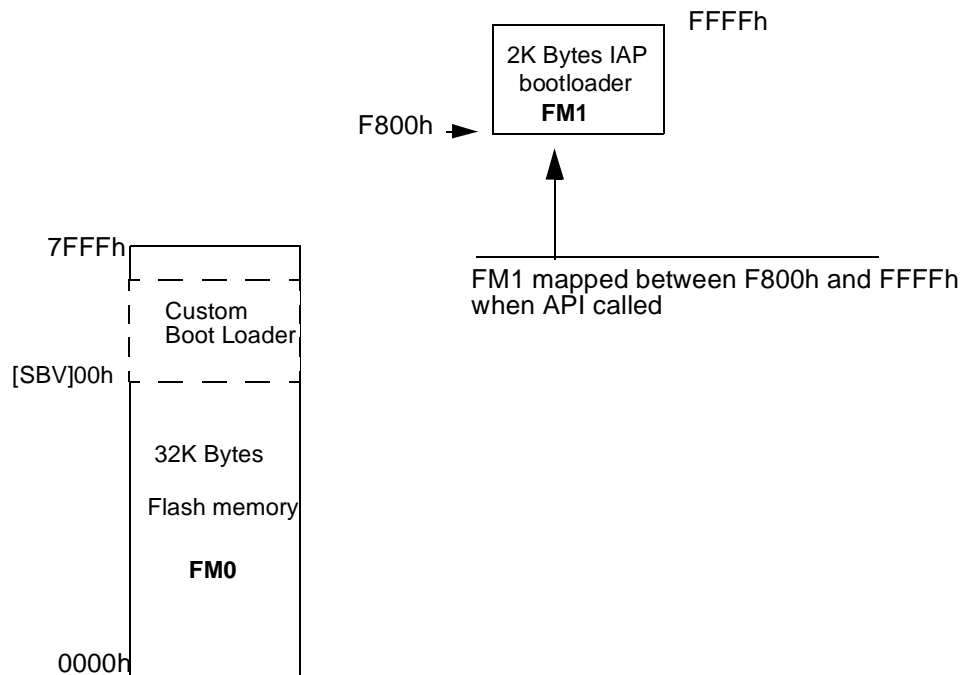 FFFFh
2K Bytes IAP
bootloader
FM1
F800h
7FFFh
FM1 mapped between F800h and FFFFh
when API called
Custom
Boot Loader
[SBV]00h
32K Bytes
Flash memory
FM0
0000h